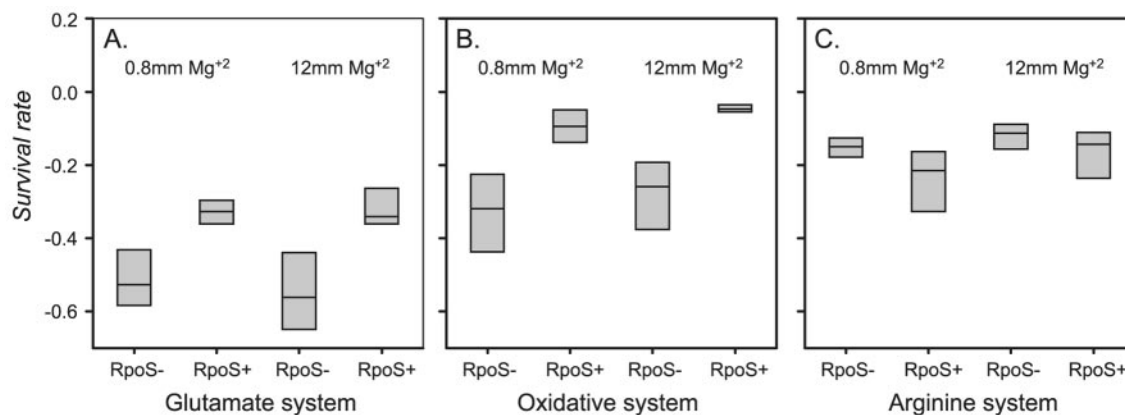 A. B. C.
0.8mm Mg+2 12mm Mg+2 0.8mm Mg+2 12mm Mg+2 0.8mm Mg+2 12mm Mg+2
Survival rate
0.2
0.0
-0.2
-0.4
-0.6
RpoS- RpoS+ RpoS- RpoS+ RpoS- RpoS+ RpoS- RpoS+ RpoS- RpoS+ RpoS- RpoS+
Glutamate system Oxidative system Arginine system